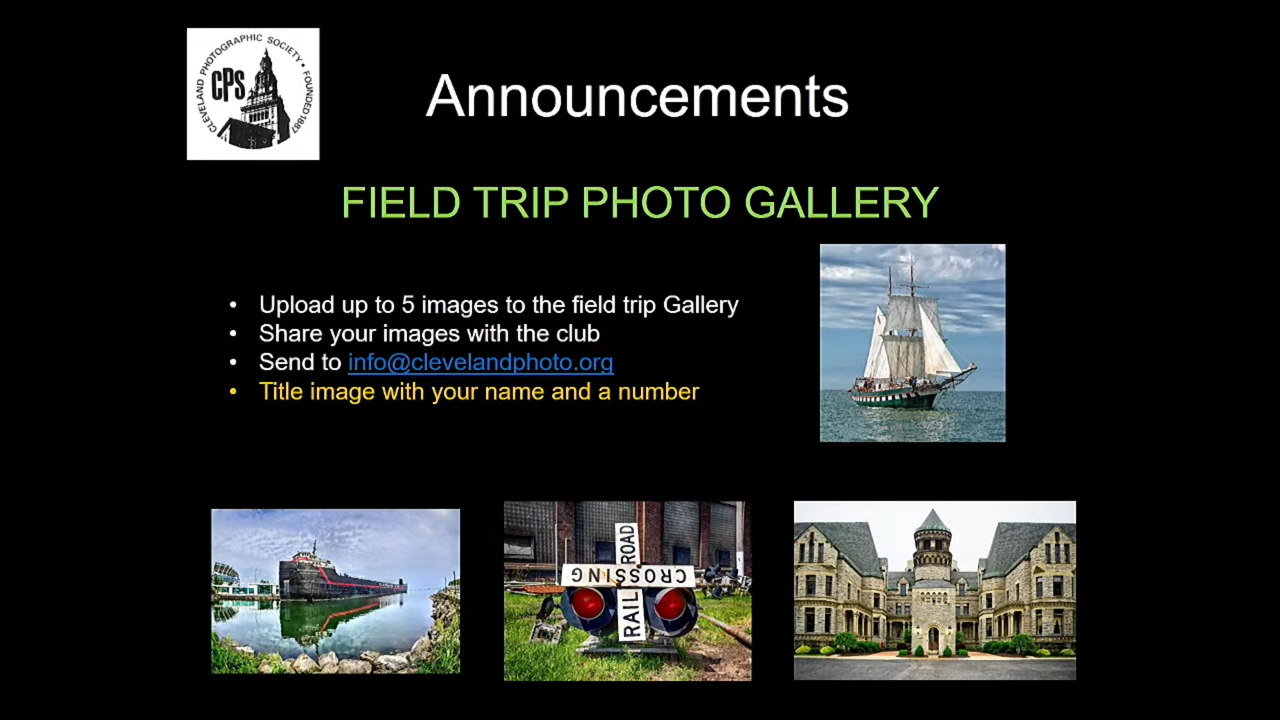 CLEVELAND PHOTOGRAPHIC SOCIETY • FOUNDED 1887
CPS
Announcements
FIELD TRIP PHOTO GALLERY
• Upload up to 5 images to the field trip Gallery
• Share your images with the club
• Send to info@clevelandphoto.org
• Title image with your name and a number
RAILROAD
CROSSING